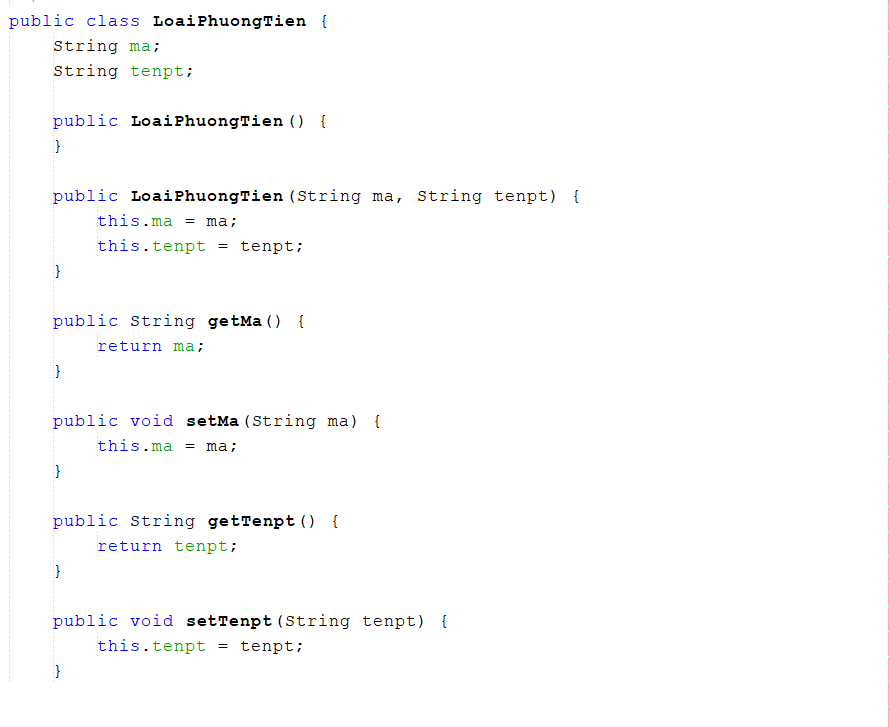 public class LoaiPhuongTien {
    String ma;
    String tenpt;

    public LoaiPhuongTien() {
    }

    public LoaiPhuongTien(String ma, String tenpt) {
        this.ma = ma;
        this.tenpt = tenpt;
    }

    public String getMa() {
        return ma;
    }

    public void setMa(String ma) {
        this.ma = ma;
    }

    public String getTenpt() {
        return tenpt;
    }

    public void setTenpt(String tenpt) {
        this.tenpt = tenpt;
    }